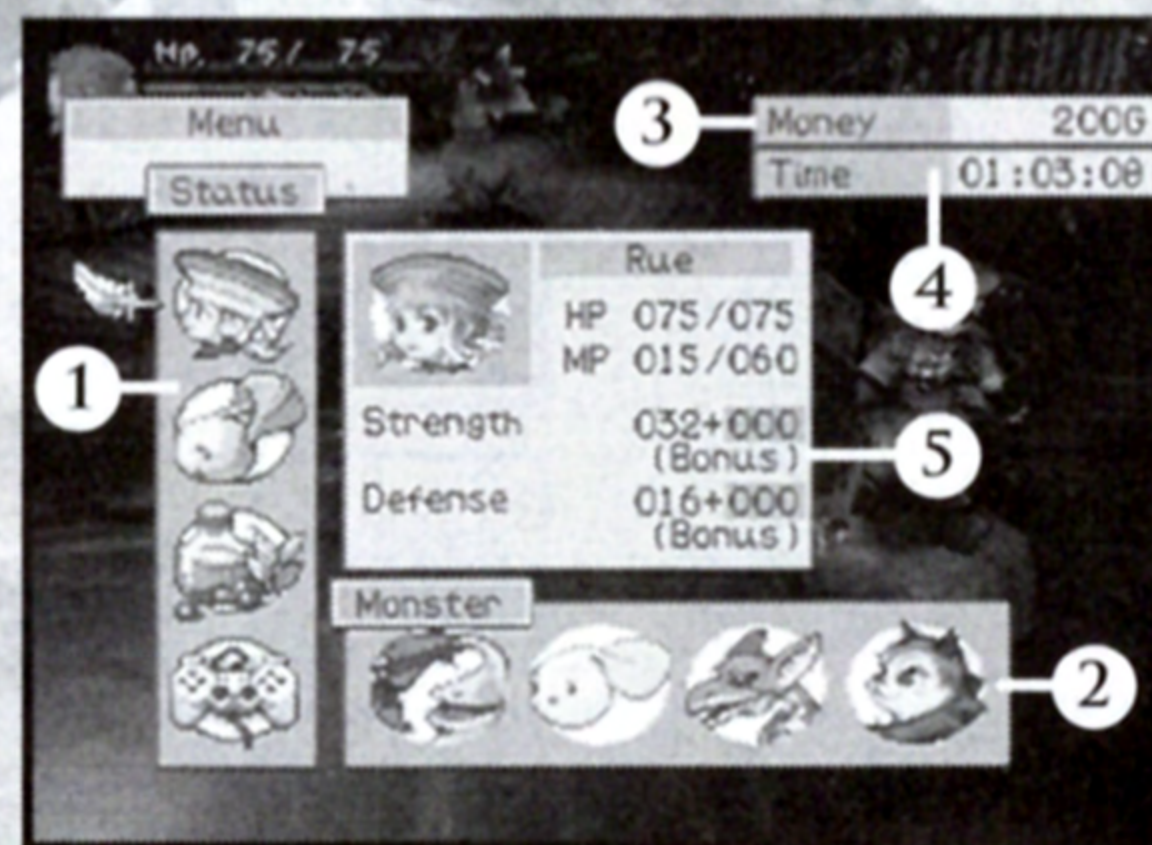 Hp. 75/ 75
Menu
Status
3
Money 200G
Time 01:03:08
4
1
Rue
HP 075/075
MP 015/060
Strength 032+000
(Bonus)
5
Defense 016+000
(Bonus)
Monster
2